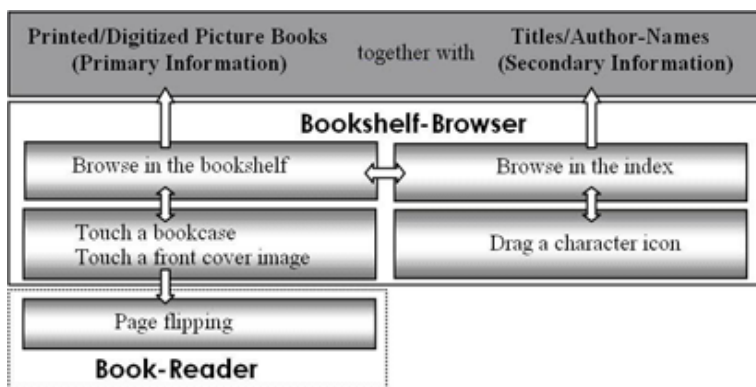 Printed/Digitized Picture Books
(Primary Information)
together with
Titles/Author-Names
(Secondary Information)
Bookshelf-Browser
Browse in the bookshelf
Browse in the index
Touch a bookcase
Touch a front cover image
Drag a character icon
Page flipping
Book-Reader